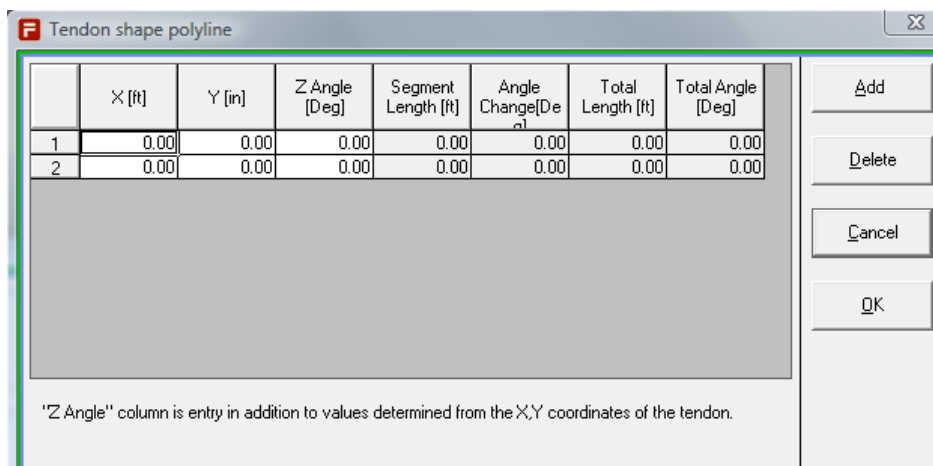 Tendon shape polyline
X [ft] Y [in] Z Angle [Deg] Segment Length [ft] Angle Change[De Total Length [ft] Total Angle [Deg]
1 0.00 0.00 0.00 0.00 0.00 0.00 0.00
2 0.00 0.00 0.00 0.00 0.00 0.00 0.00
"Z Angle" column is entry in addition to values determined from the X,Y coordinates of the tendon.
Add
Delete
Cancel
OK